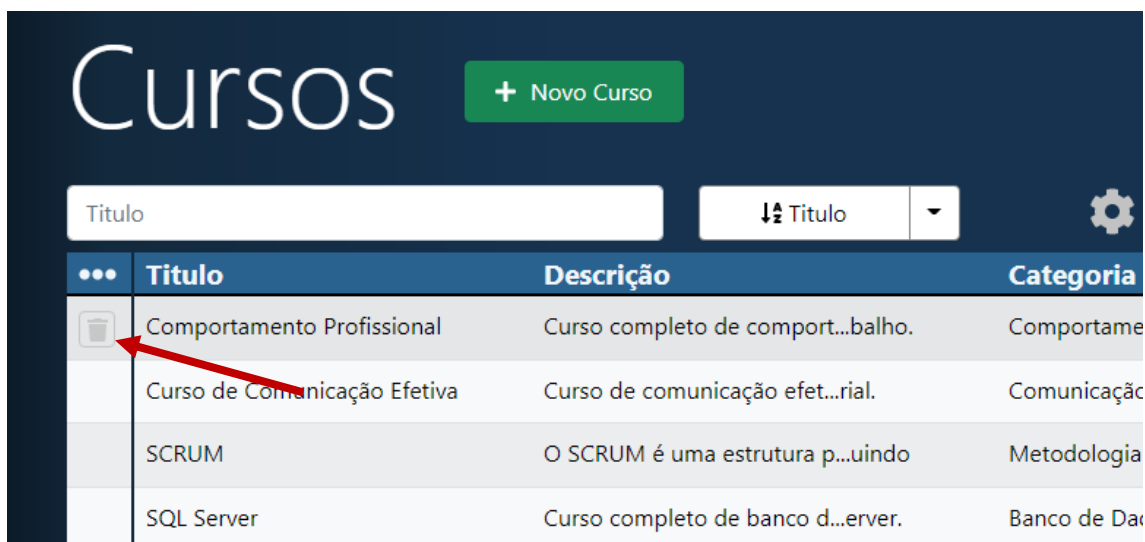 Cursos
+ Novo Curso
Titulo
Titulo
Titulo Descrição Categoria
Comportamento Profissional Curso completo de comport...balho. Comportame
Curso de Comunicação Efetiva Curso de comunicação efet...rial. Comunicação
SCRUM O SCRUM é uma estrutura p...uindo Metodologia
SQL Server Curso completo de banco d...erver. Banco de Dad